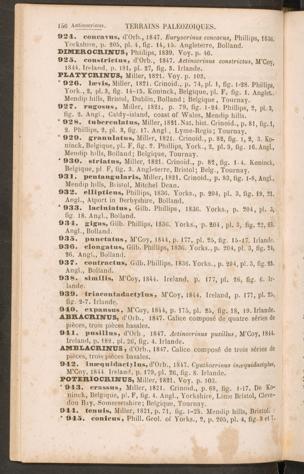 156 Actinocrinus. TERRAINS PALEOZOIQUES.
924. concavus, d'Orb., 1847. Euryocrinus concavus, Phillips, 1836.
Yorkshire, p. 205, pl. 4, fig. 14, 15. Angleterre, Bolland.
DIMEROCRINUS, Phillips, 1839. Voy. p. 46.
925. constrictus, d'Orb., 1847. Actinocrinus constrictus, M'Coy,
1844. Ireland, p. 181, pl. 27, fig. 3. Irlande.
PLATYCRINUS, Miller, 1821. Voy. p. 103.
* 926. lævis, Miller, 1821. Crinoid., p. 74, pl. 1, fig. 1-28. Phillips,
York., 2, pl. 3, fig. 14-15. Koninck, Belgique, pl. F, fig. 1. Anglet.
Mendip hills, Bristol, Dublin, Bolland; Belgique, Tournay.
* 927. rugosus, Miller, 1821. p. 79, fig. 1-24. Phillips, 2, pl. 3,
fig. 2. Angl., Caldy-island, coast of Wales, Mendip hills.
* 928. tuberculatus, Miller, 1821. Nat. hist. Crinoid., p. 81, fig. 1,
2. Phillips, 2, pl. 3, fig. 17. Angl., Lyme-Regis; Tournay.
* 929. granulatus, Miller, 1821. Crinoid., p. 82, fig. 1, 2, 3. Ko-
ninck, Belgique, pl. F, fig. 2. Phillips, York., 2, pl. 3, fig. 16. Angl.,
Mendip hills, Bolland; Belgique, Tournay.
* 930. striatus, Miller, 1821. Crinoid., p. 82, fig. 1-4. Koninck,
Belgique, pl. F, fig. 3. Angleterre, Bristol; Belg., Tournay.
931. pentangularis, Miller, 1821. Crinoid., p. 83, fig. 1-8. Angl.,
Mendip hills, Bristol, Mitchel Dean.
932. ellipticus, Phillips, 1836. Yorks., p. 204, pl. 3, fig. 19, 21.
Angl., Atport in Derbyshire, Bolland.
* 933. laciniatus, Gilb. Phillips, 1836. Yorks., p. 204, pl. 3,
fig. 18. Angl., Bolland.
934. gigas, Gilb. Phillips, 1836. Yorks., p. 204, pl. 3, fig. 22, 23.
Angl., Bolland.
935. punctatus, M'Coy, 1844, p. 177, pl. 25, fig. 15-17. Irlande.
936. elongatus, Gilb. Phillips, 1836. Yorks., p. 204, pl. 3, fig. 24,
26. Angl., Bolland.
937. contractus, Gilb. Phillips, 1836. Yorks., p. 204, pl. 3, fig. 25.
Angl., Bolland.
938. similis, M'Coy, 1844. Ireland, p. 177, pl. 26, fig. 6. Ir-
lande.
939. triacontadactylus, M'Coy, 1844. Ireland, p. 177, pl. 25,
fig. 2-7. Irlande.
940. expansus, M'Coy, 1844, p. 175, pl. 25, fig. 18, 19. Irlande.
ABRACRINUS, d'Orb., 1847. Calice composé de quatre séries de
pièces, trois pièces basales.
941. pusillus, d'Orb., 1847. Actinocrinus pusillus, M'Coy, 1844.
Ireland, p. 182, pl. 26, fig. 4. Irlande.
AMBLACRINUS, d'Orb., 1847. Calice composé de trois séries de
pièces, trois pièces basales.
942. inæquidactylus, d'Orb., 1847. Cyathocrinus inæquidactylus,
M'Coy, 1844. Ireland, p. 179, pl. 26, fig. 8. Irlande.
POTERIOCRINUS, Miller, 1821. Voy. p. 103.
* 943. crassus, Miller, 1821. Crinoid., p. 68, fig. 1-17. De Ko-
ninck, Belgique, pl. F, fig. 4. Angl., Yorkshire, Lime Bristol, Cleve-
don Bay, Somersetshire; Belgique, Tournay.
944. tenuis, Miller, 1821, p. 71, fig. 1-25. Mendip hills, Bristol.
* 945. conicus, Phill. Geol. of Yorks., 2, p. 205, pl. 4, fig. 3 et 7.